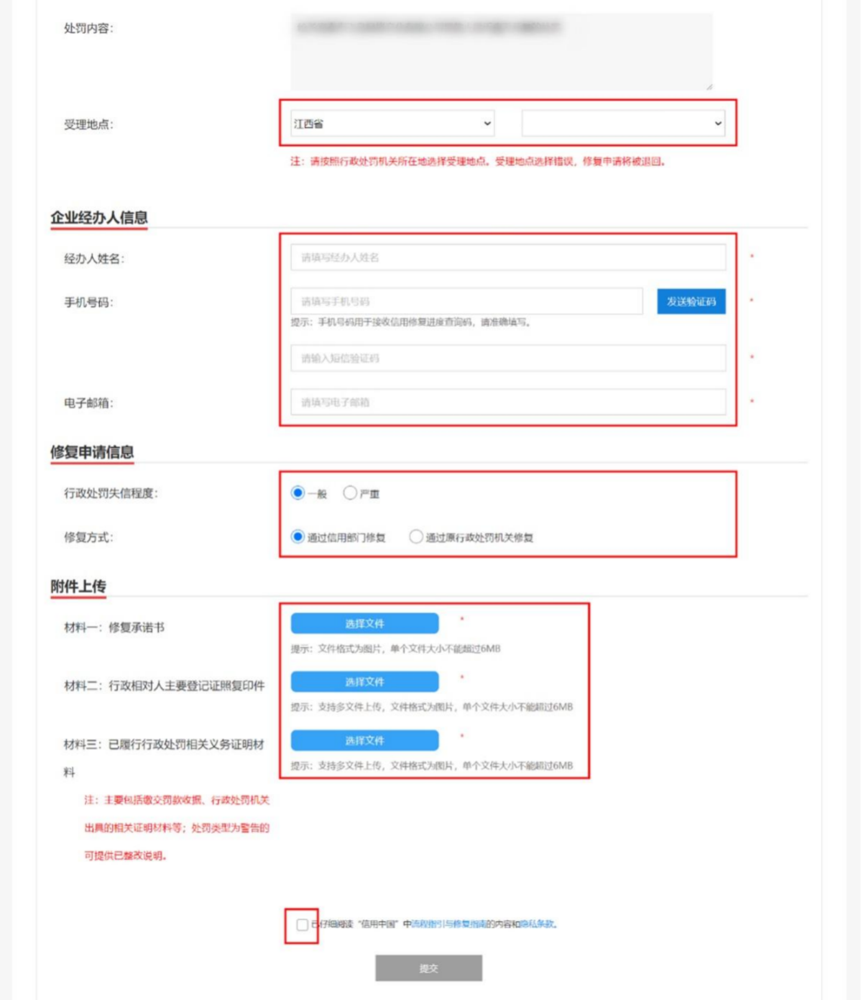 处罚内容：
受理地点：
江西省
注：请按照行政处罚机关所在地选择受理地点。受理地点选择错误，修复申请将被退回。
企业经办人信息
经办人姓名：
请填写经办人姓名
*
手机号码：
请填写手机号码
发送验证码
*
提示：手机号码用于接收信用修复进度查询码，请准确填写。
请输入短信验证码
*
电子邮箱：
请填写电子邮箱
*
修复申请信息
行政处罚失信程度：
一般
严重
修复方式：
通过信用部门修复
通过原行政处罚机关修复
附件上传
材料一：修复承诺书
选择文件
*
提示：文件格式为图片，单个文件大小不能超过6MB
材料二：行政相对人主要登记证照复印件
选择文件
*
提示：支持多文件上传，文件格式为图片，单个文件大小不能超过6MB
材料三：已履行行政处罚相关义务证明材
料
选择文件
*
提示：支持多文件上传，文件格式为图片，单个文件大小不能超过6MB
注：主要包括缴交罚款收据、行政处罚机关
出具的相关证明材料等；处罚类型为警告的
可提供已整改说明。
已仔细阅读“信用中国”中流程指引与修复指南的内容和隐私条款。
提交